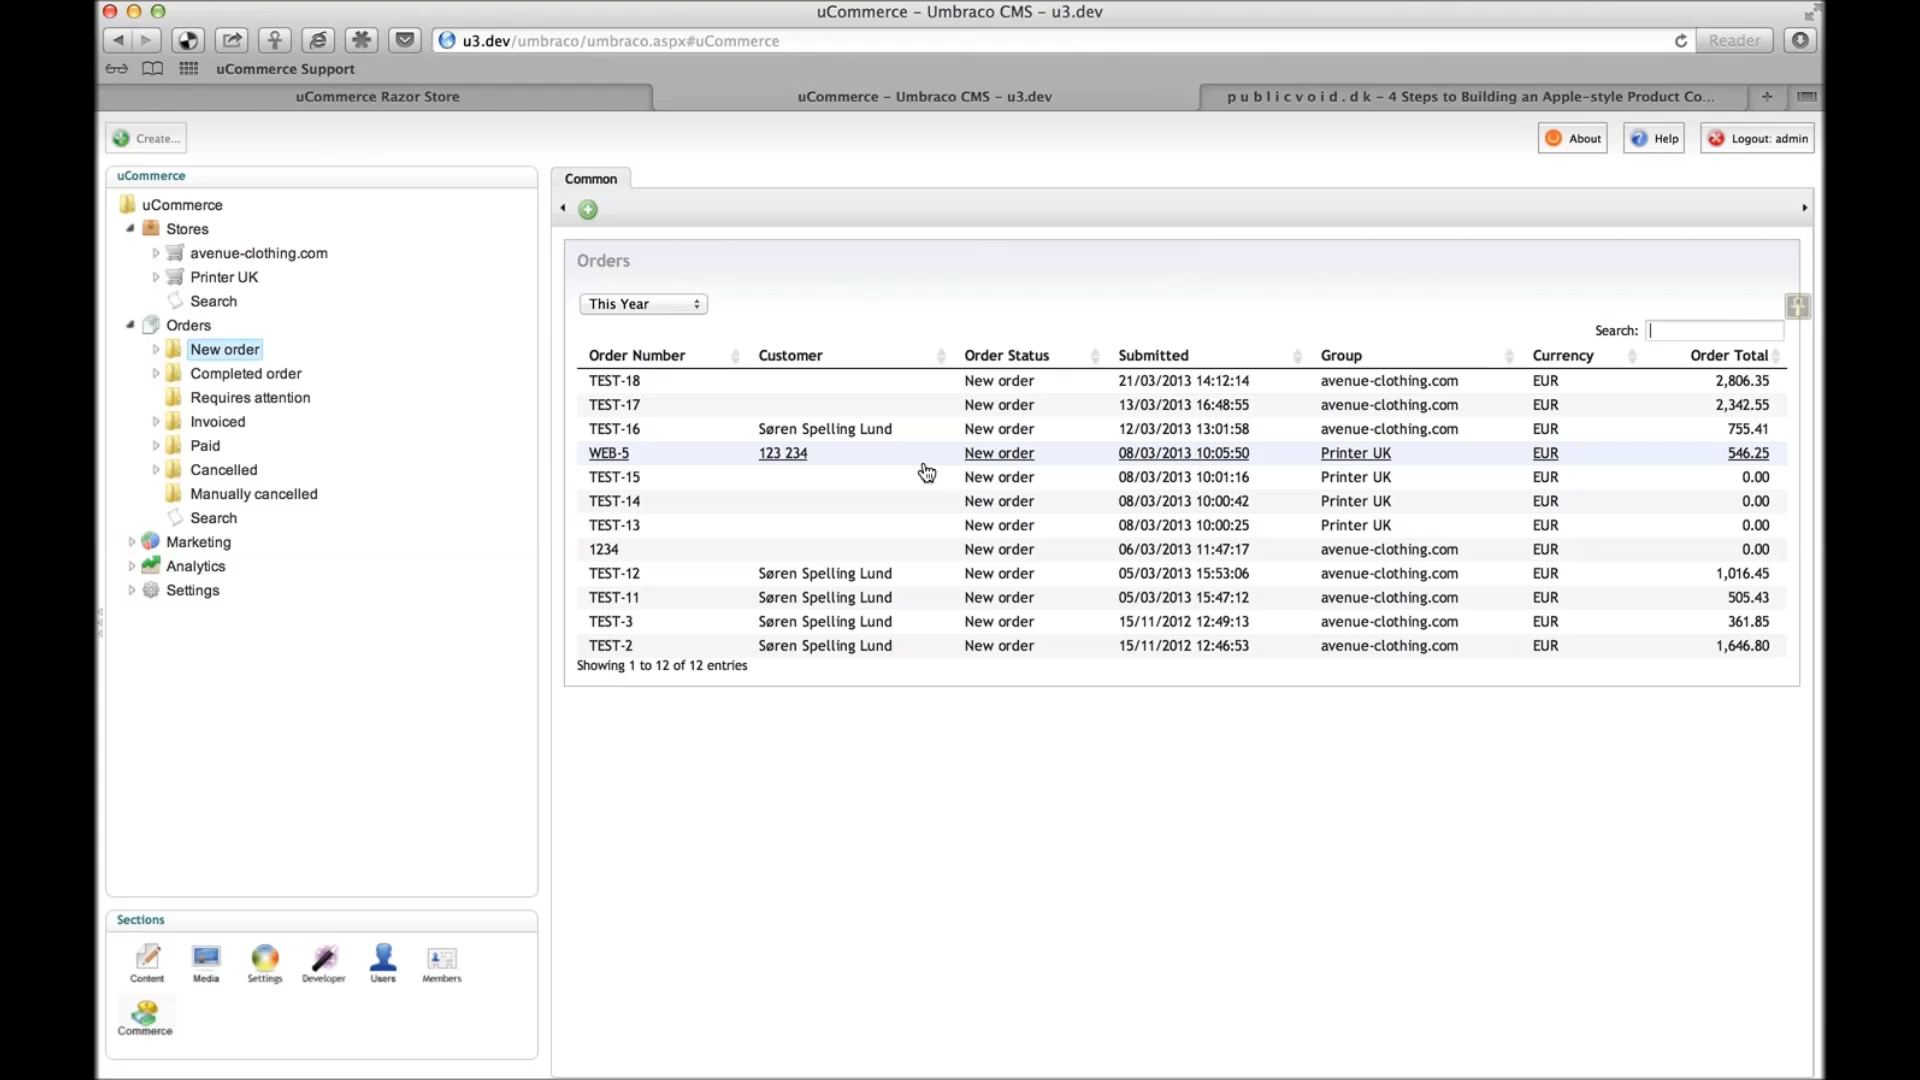 uCommerce – Umbraco CMS – u3.dev
u3.dev/umbraco/umbraco.aspx#uCommerce
Reader
uCommerce Support
uCommerce Razor Store
uCommerce – Umbraco CMS – u3.dev
p u b l i c v o i d . d k – 4 Steps to Building an Apple-style Product Co...
Create...
About
Help
Logout: admin
uCommerce
uCommerce
Stores
avenue-clothing.com
Printer UK
Search
Orders
New order
Completed order
Requires attention
Invoiced
Paid
Cancelled
Manually cancelled
Search
Marketing
Analytics
Settings
Sections
Content Media Settings Developer Users Members
Commerce
Common
Orders
This Year
Search:
Order Number Customer Order Status Submitted Group Currency Order Total
TEST-18 New order 21/03/2013 14:12:14 avenue-clothing.com EUR 2,806.35
TEST-17 New order 13/03/2013 16:48:55 avenue-clothing.com EUR 2,342.55
TEST-16 Søren Spelling Lund New order 12/03/2013 13:01:58 avenue-clothing.com EUR 755.41
WEB-5 123 234 New order 08/03/2013 10:05:50 Printer UK EUR 546.25
TEST-15 New order 08/03/2013 10:01:16 Printer UK EUR 0.00
TEST-14 New order 08/03/2013 10:00:42 Printer UK EUR 0.00
TEST-13 New order 08/03/2013 10:00:25 Printer UK EUR 0.00
1234 New order 06/03/2013 11:47:17 avenue-clothing.com EUR 0.00
TEST-12 Søren Spelling Lund New order 05/03/2013 15:53:06 avenue-clothing.com EUR 1,016.45
TEST-11 Søren Spelling Lund New order 05/03/2013 15:47:12 avenue-clothing.com EUR 505.43
TEST-3 Søren Spelling Lund New order 15/11/2012 12:49:13 avenue-clothing.com EUR 361.85
TEST-2 Søren Spelling Lund New order 15/11/2012 12:46:53 avenue-clothing.com EUR 1,646.80
Showing 1 to 12 of 12 entries